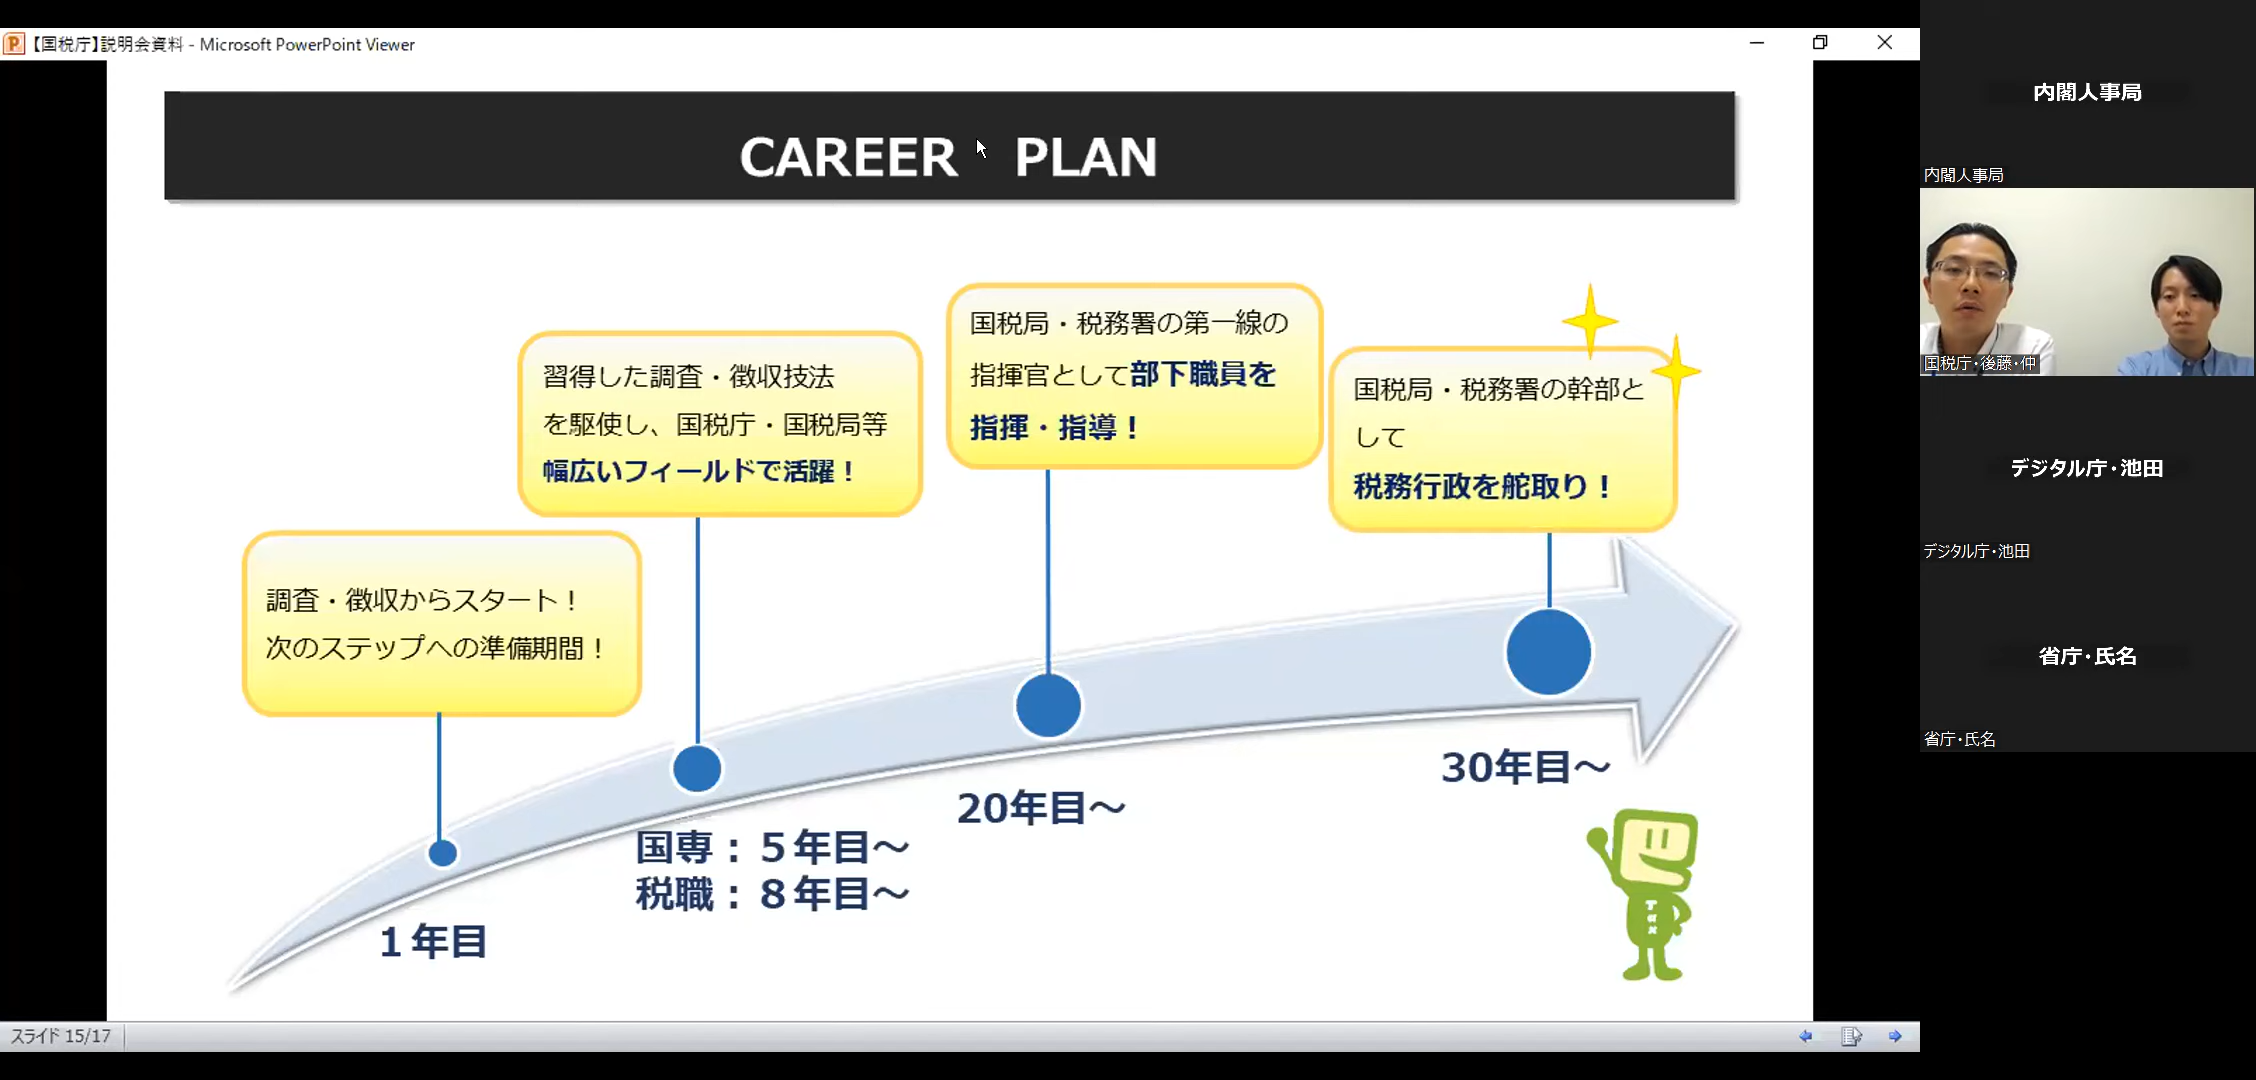 【国税庁】説明会資料 - Microsoft PowerPoint Viewer
CAREER PLAN
調査・徴収からスタート！
次のステップへの準備期間！
習得した調査・徴収技法
を駆使し、国税庁・国税局等
幅広いフィールドで活躍！
国税局・税務署の第一線の
指揮官として部下職員を
指揮・指導！
国税局・税務署の幹部と
して
税務行政を舵取り！
１年目
国専：５年目～
税職：８年目～
20年目～
30年目～
Tax
スライド 15/17
内閣人事局
内閣人事局
国税庁・後藤・仲
デジタル庁・池田
デジタル庁・池田
省庁・氏名
省庁・氏名